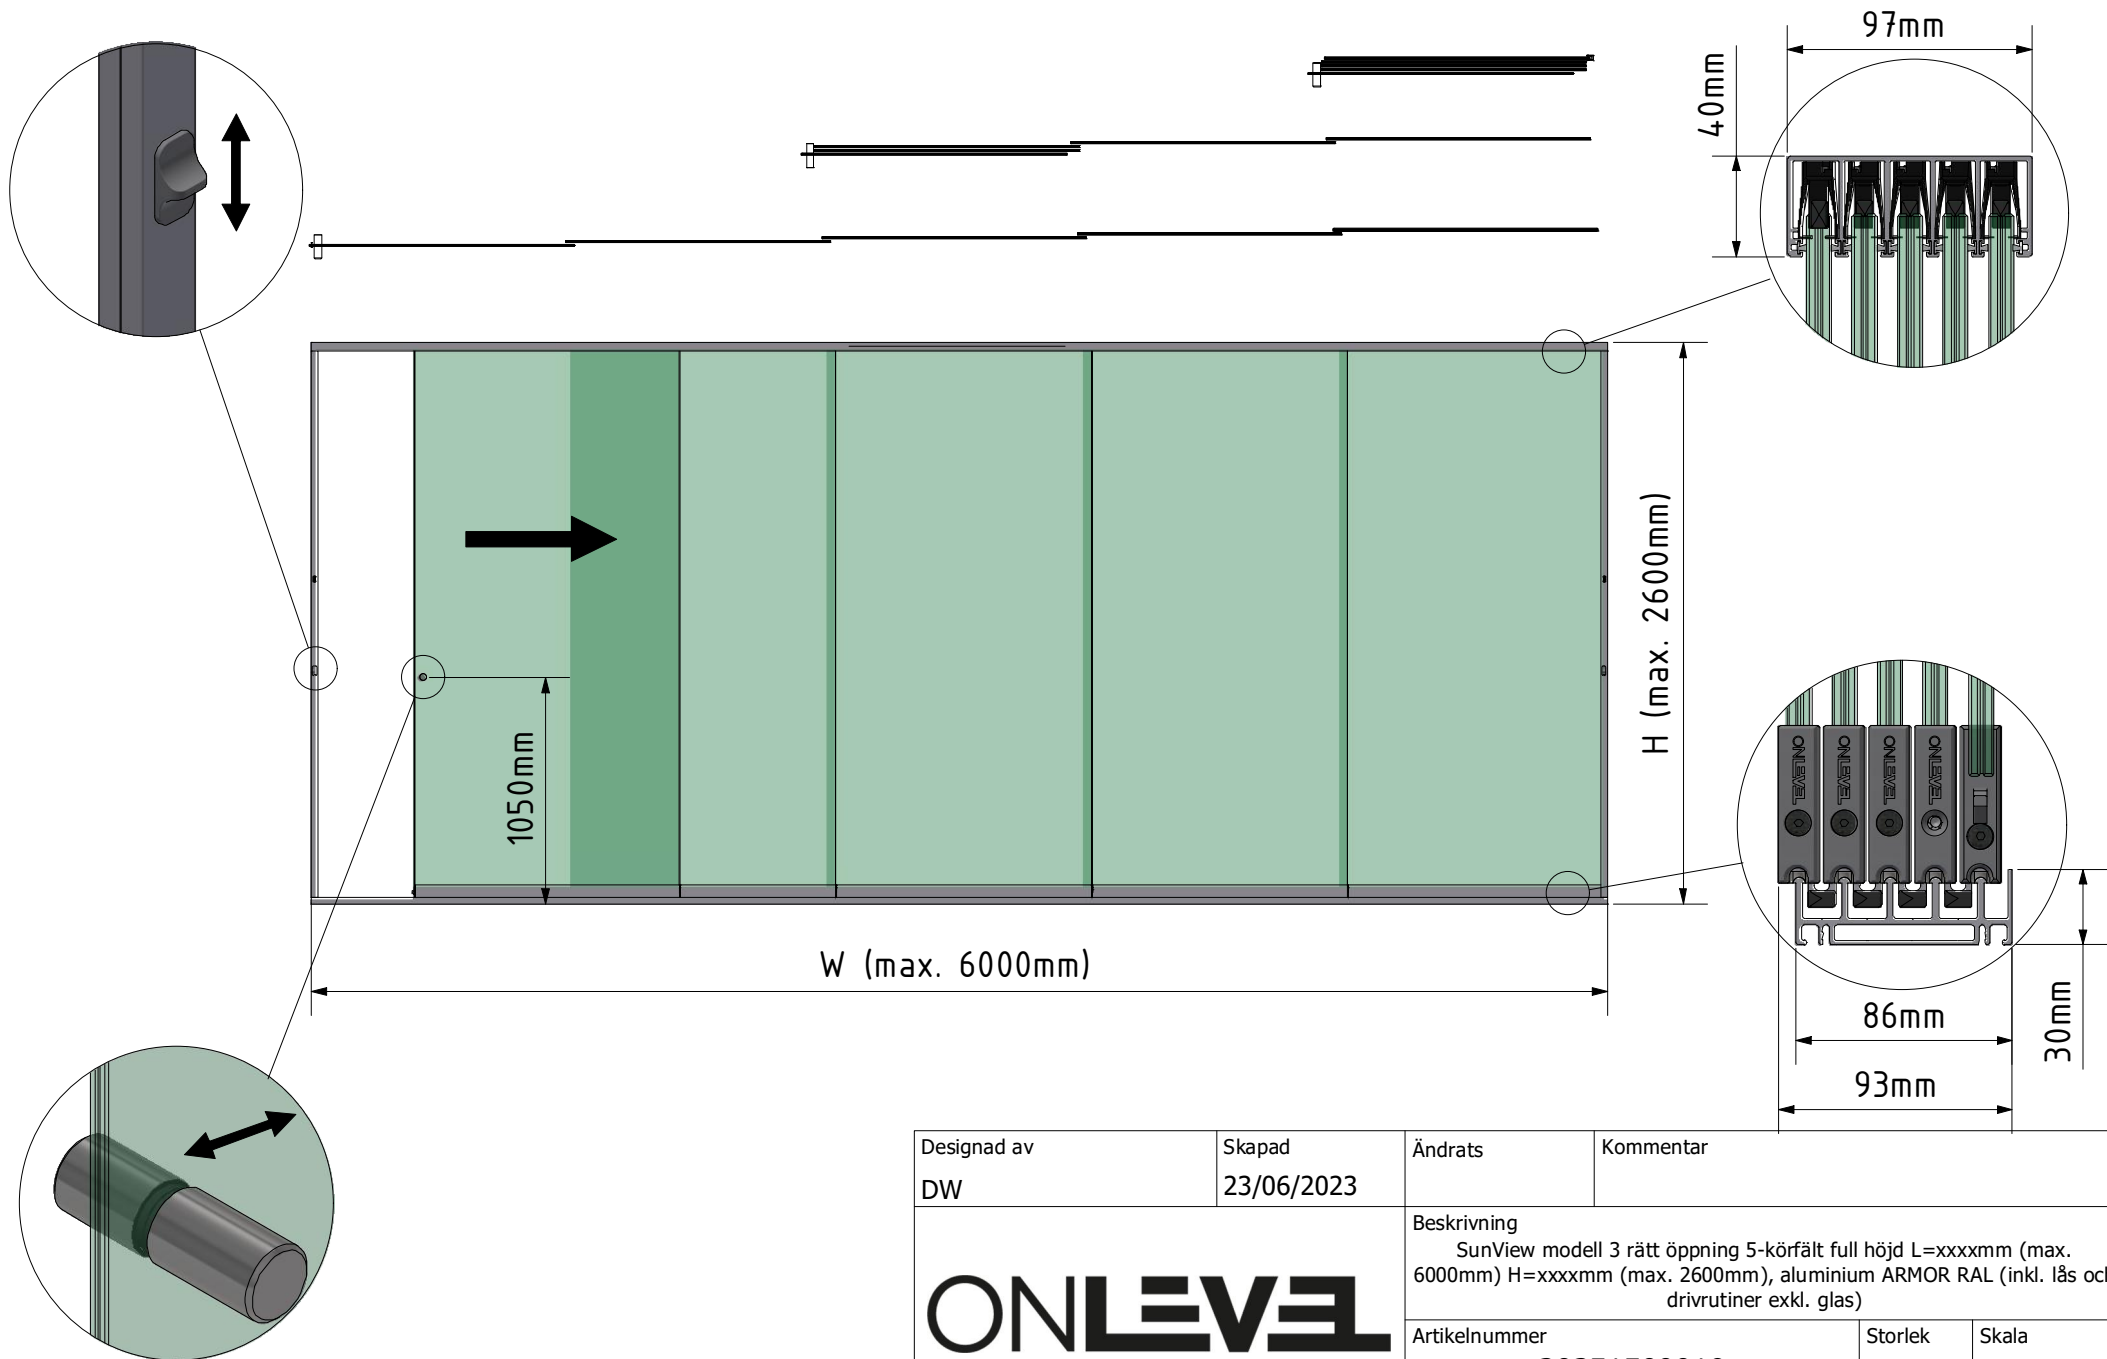 97mm
40mm
H (max. 2600mm)
1050mm
W (max. 6000mm)
ONLEVEL ONLEVEL ONLEVEL ONLEVEL
86mm
30mm
93mm
Designad av
DW
Skapad
23/06/2023
Ändrats
Kommentar
Beskrivning
SunView modell 3 rätt öppning 5-körfält full höjd L=xxxxmm (max.
6000mm) H=xxxxmm (max. 2600mm), aluminium ARMOR RAL (inkl. lås och
drivrutiner exkl. glas)
ONLEVEL
Artikelnummer
Storlek
Skala